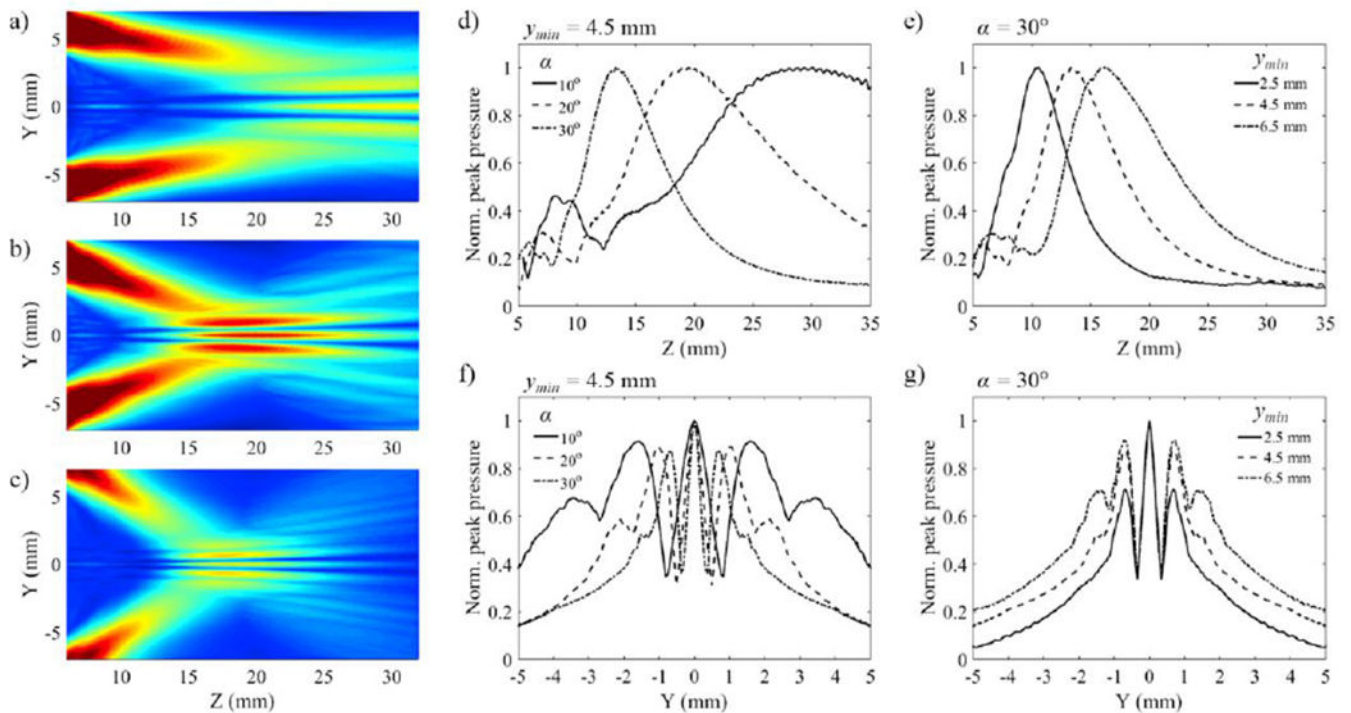 a)
5
0
-5
Y (mm)
10 15 20 25 30
b)
5
0
-5
Y (mm)
10 15 20 25 30
c)
5
0
-5
Y (mm)
10 15 20 25 30
Z (mm)
d)
y_min = 4.5 mm
α
10°
20°
30°
Norm. peak pressure
1
0.8
0.6
0.4
0.2
0
5 10 15 20 25 30 35
Z (mm)
e)
α = 30°
y_min
2.5 mm
4.5 mm
6.5 mm
Norm. peak pressure
1
0.8
0.6
0.4
0.2
0
5 10 15 20 25 30 35
Z (mm)
f)
y_min = 4.5 mm
α
10°
20°
30°
Norm. peak pressure
1
0.8
0.6
0.4
0.2
0
-5 -4 -3 -2 -1 0 1 2 3 4 5
Y (mm)
g)
α = 30°
y_min
2.5 mm
4.5 mm
6.5 mm
Norm. peak pressure
1
0.8
0.6
0.4
0.2
0
-5 -4 -3 -2 -1 0 1 2 3 4 5
Y (mm)